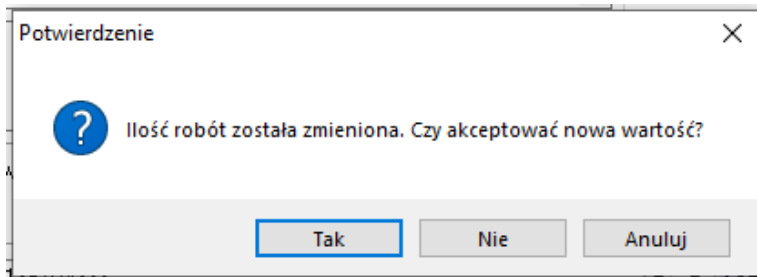 Potwierdzenie
Ilość robót została zmieniona. Czy akceptować nowa wartość?
Tak
Nie
Anuluj